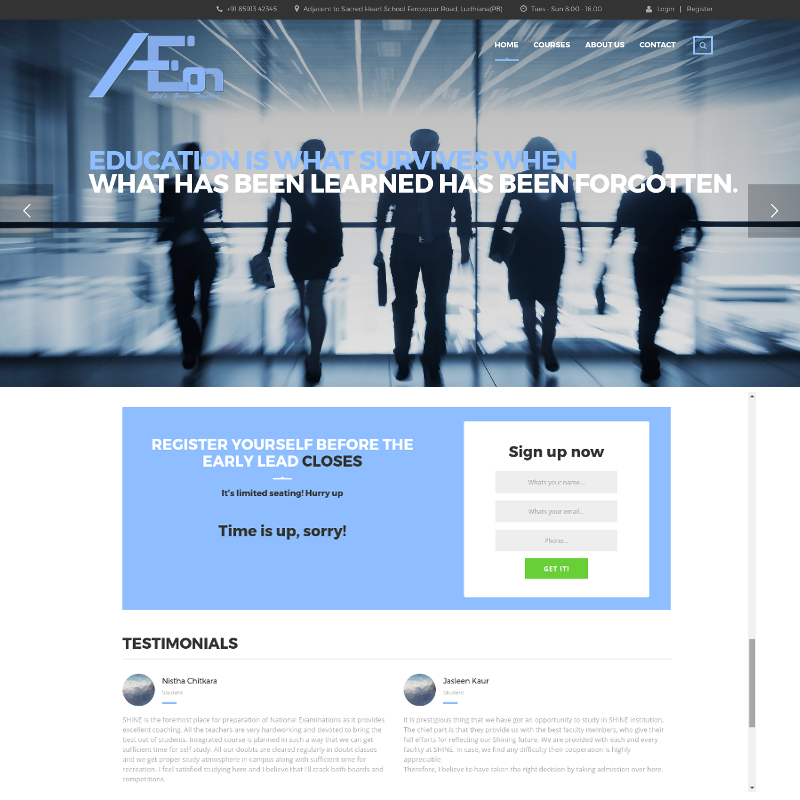 +91 85913 42345 Adjacent to Sacred Heart School Ferozepur Road, Ludhiana(PB) Tues - Sun 8:00 - 16:00 Login | Register
ÆEion
HOME COURSES ABOUT US CONTACT
EDUCATION IS WHAT SURVIVES WHEN
WHAT HAS BEEN LEARNED HAS BEEN FORGOTTEN.
REGISTER YOURSELF BEFORE THE
EARLY LEAD CLOSES
It's limited seating! Hurry up
Time is up, sorry!
Sign up now
Whats your name...
Whats your email...
Phone...
GET IT!
TESTIMONIALS
Nistha Chitkara
Student
SHINE is the foremost place for preparation of National Examinations as it provides
excellent coaching. All the teachers are very hardworking and devoted to bring the
best out of students. Integrated course is planned in such a way that we can get
sufficient time for self study. All our doubts are cleared regularly in doubt classes
and we get proper study atmosphere in campus along with sufficient time for
recreation. I feel satisfied studying here and I believe that I'll crack both boards and
competitions.
Jasleen Kaur
Student
It is prestigious thing that we have got an opportunity to study in SHINE institution.
The chief part is that they provide us with the best faculty members, who give their
full efforts for reflecting our Shining future. We are provided with each and every
facility at SHINE. In case, we find any difficulty their cooperation is highly
appreciable.
Therefore, I believe to have taken the right decision by taking admission over here.